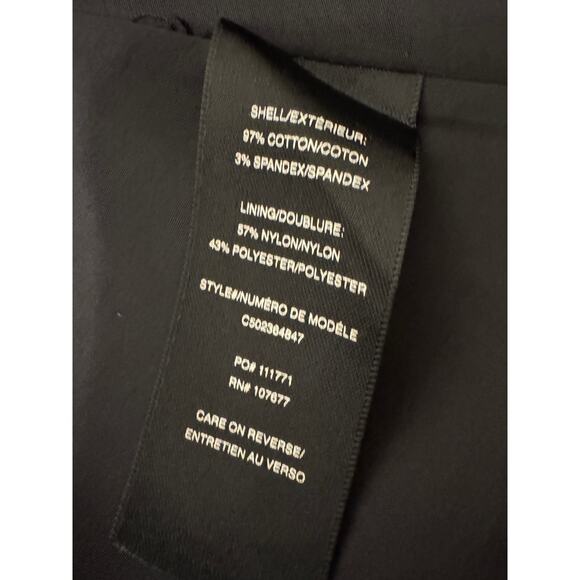 SHELL/EXTÉRIEUR:
97% COTTON/COTON
3% SPANDEX/SPANDEX
LINING/DOUBLURE:
57% NYLON/NYLON
43% POLYESTER/POLYESTER
STYLE#/NUMÉRO DE MODÉLE
C502364847
PO# 111771
RN# 107677
CARE ON REVERSE/
ENTRETIEN AU VERSO